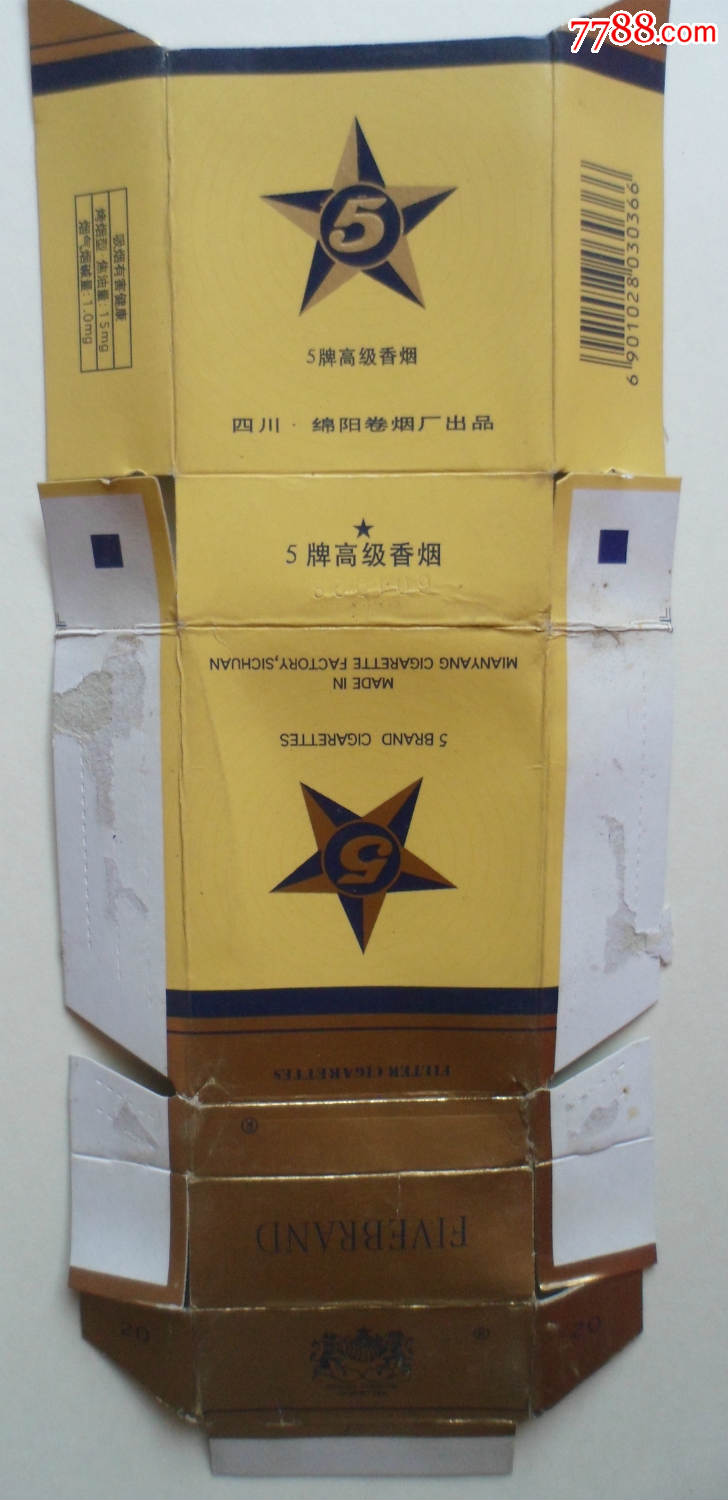 7788.com
5
吸烟有害健康
烤烟型 焦油量:15mg
烟气烟碱量:1.0mg
6 901028 030366
5牌高级香烟
四川·绵阳卷烟厂出品
5牌高级香烟
MIANYANG CIGARETTE FACTORY,SICHUAN
MADE IN
5 BRAND CIGARETTES
5
FILTER CIGARETTES
®
FIVEBRAND
20
®
20